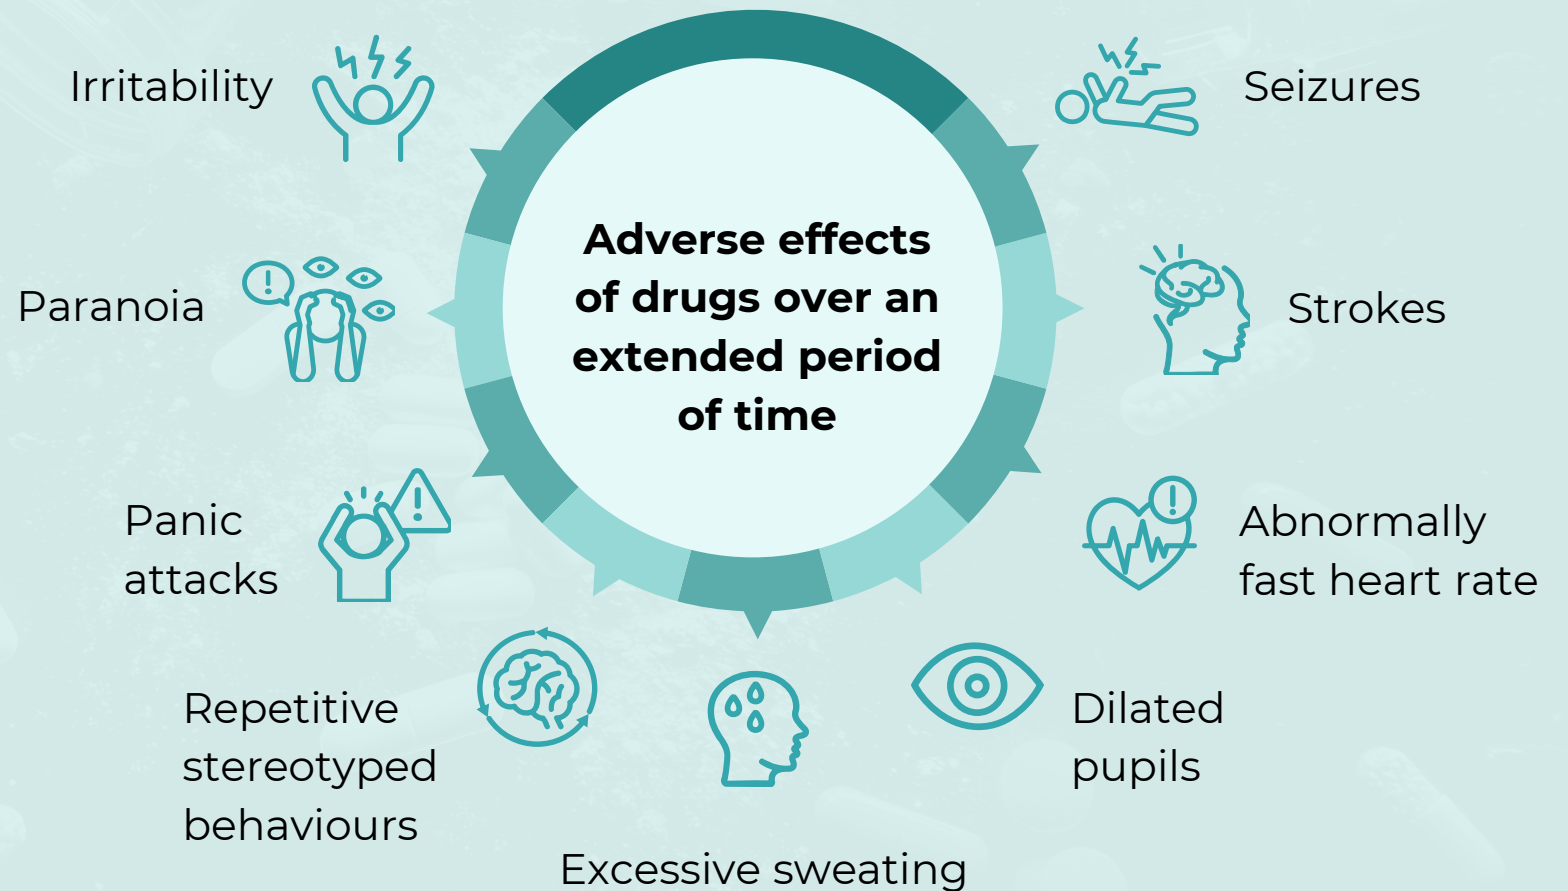 Adverse effects
of drugs over an
extended period
of time
Irritability
Paranoia
Panic
attacks
Repetitive
stereotyped
behaviours
Excessive sweating
Dilated
pupils
Abnormally
fast heart rate
Strokes
Seizures